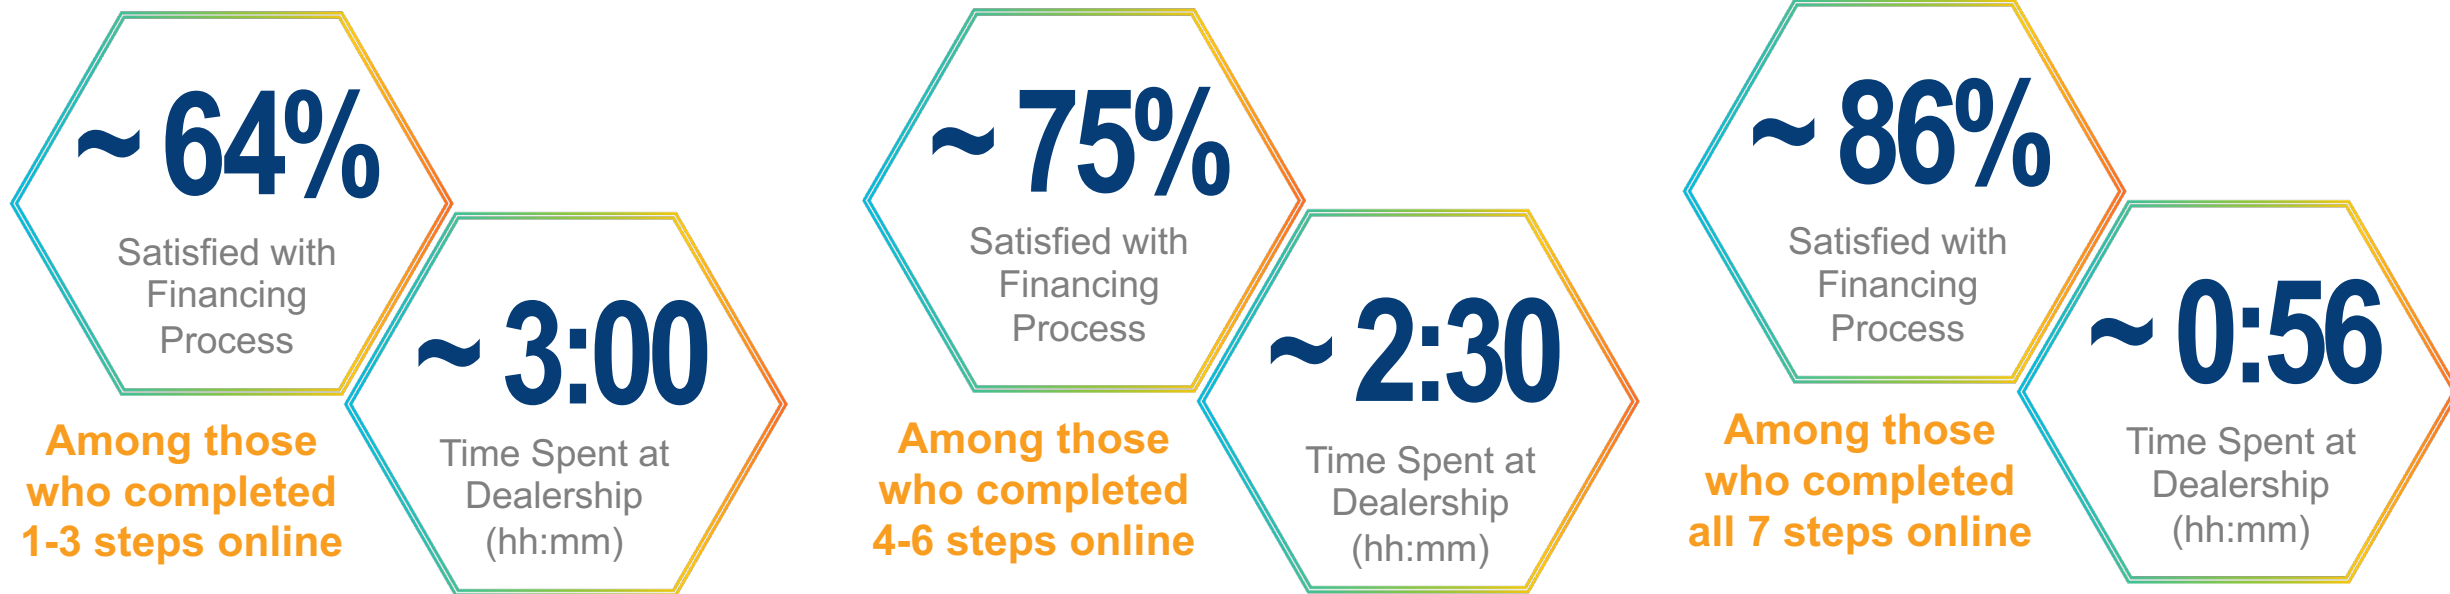 ~ 64%
Satisfied with
Financing
Process
Among those
who completed
1-3 steps online
~ 3:00
Time Spent at
Dealership
(hh:mm)
~ 75%
Satisfied with
Financing
Process
Among those
who completed
4-6 steps online
~ 2:30
Time Spent at
Dealership
(hh:mm)
~ 86%
Satisfied with
Financing
Process
Among those
who completed
all 7 steps online
~ 0:56
Time Spent at
Dealership
(hh:mm)